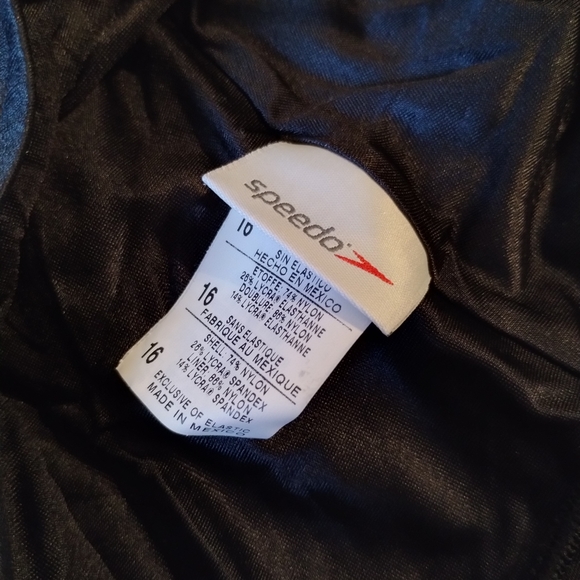 speedo
16
SIN ELASTICO
HECHO EN MEXICO
ETOFFE: 74% NYLON
26% LYCRA® ELASTHANNE
DOUBLURE: 86% NYLON
14% LYCRA® ELASTHANNE
16
SANS ELASTIQUE
FABRIQUE AU MEXIQUE
SHELL: 74% NYLON
26% LYCRA® SPANDEX
LINER: 86% NYLON
14% LYCRA® SPANDEX
16
EXCLUSIVE OF ELASTIC
MADE IN MEXICO